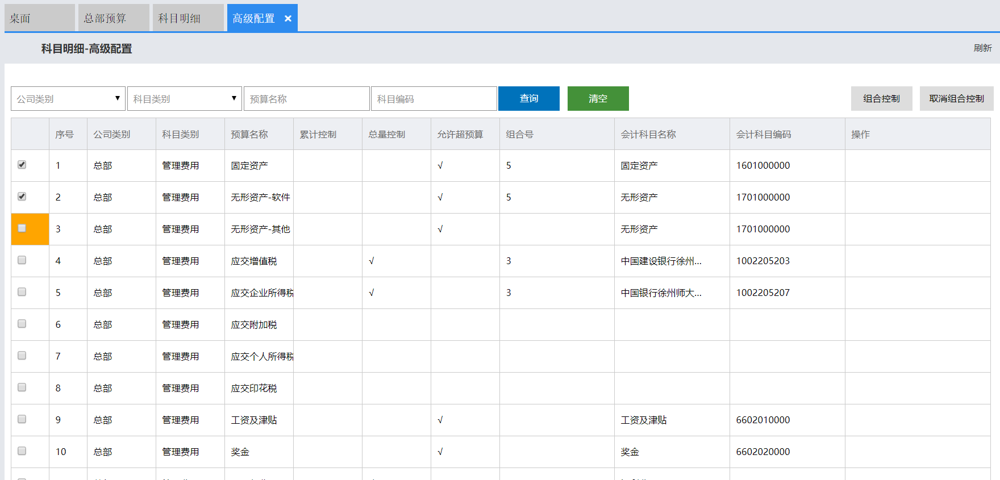 桌面 总部预算 科目明细 高级配置 ×
科目明细-高级配置 刷新
公司类别 科目类别 预算名称 科目编码 查询 清空 组合控制 取消组合控制
序号 公司类别 科目类别 预算名称 累计控制 总量控制 允许超预算 组合号 会计科目名称 会计科目编码 操作
1 总部 管理费用 固定资产 √ 5 固定资产 1601000000
2 总部 管理费用 无形资产-软件 √ 5 无形资产 1701000000
3 总部 管理费用 无形资产-其他 √ 无形资产 1701000000
4 总部 管理费用 应交增值税 √ 3 中国建设银行徐州... 1002205203
5 总部 管理费用 应交企业所得税 √ 3 中国银行徐州师大... 1002205207
6 总部 管理费用 应交附加税
7 总部 管理费用 应交个人所得税
8 总部 管理费用 应交印花税
9 总部 管理费用 工资及津贴 √ 工资及津贴 6602010000
10 总部 管理费用 奖金 √ 奖金 6602020000